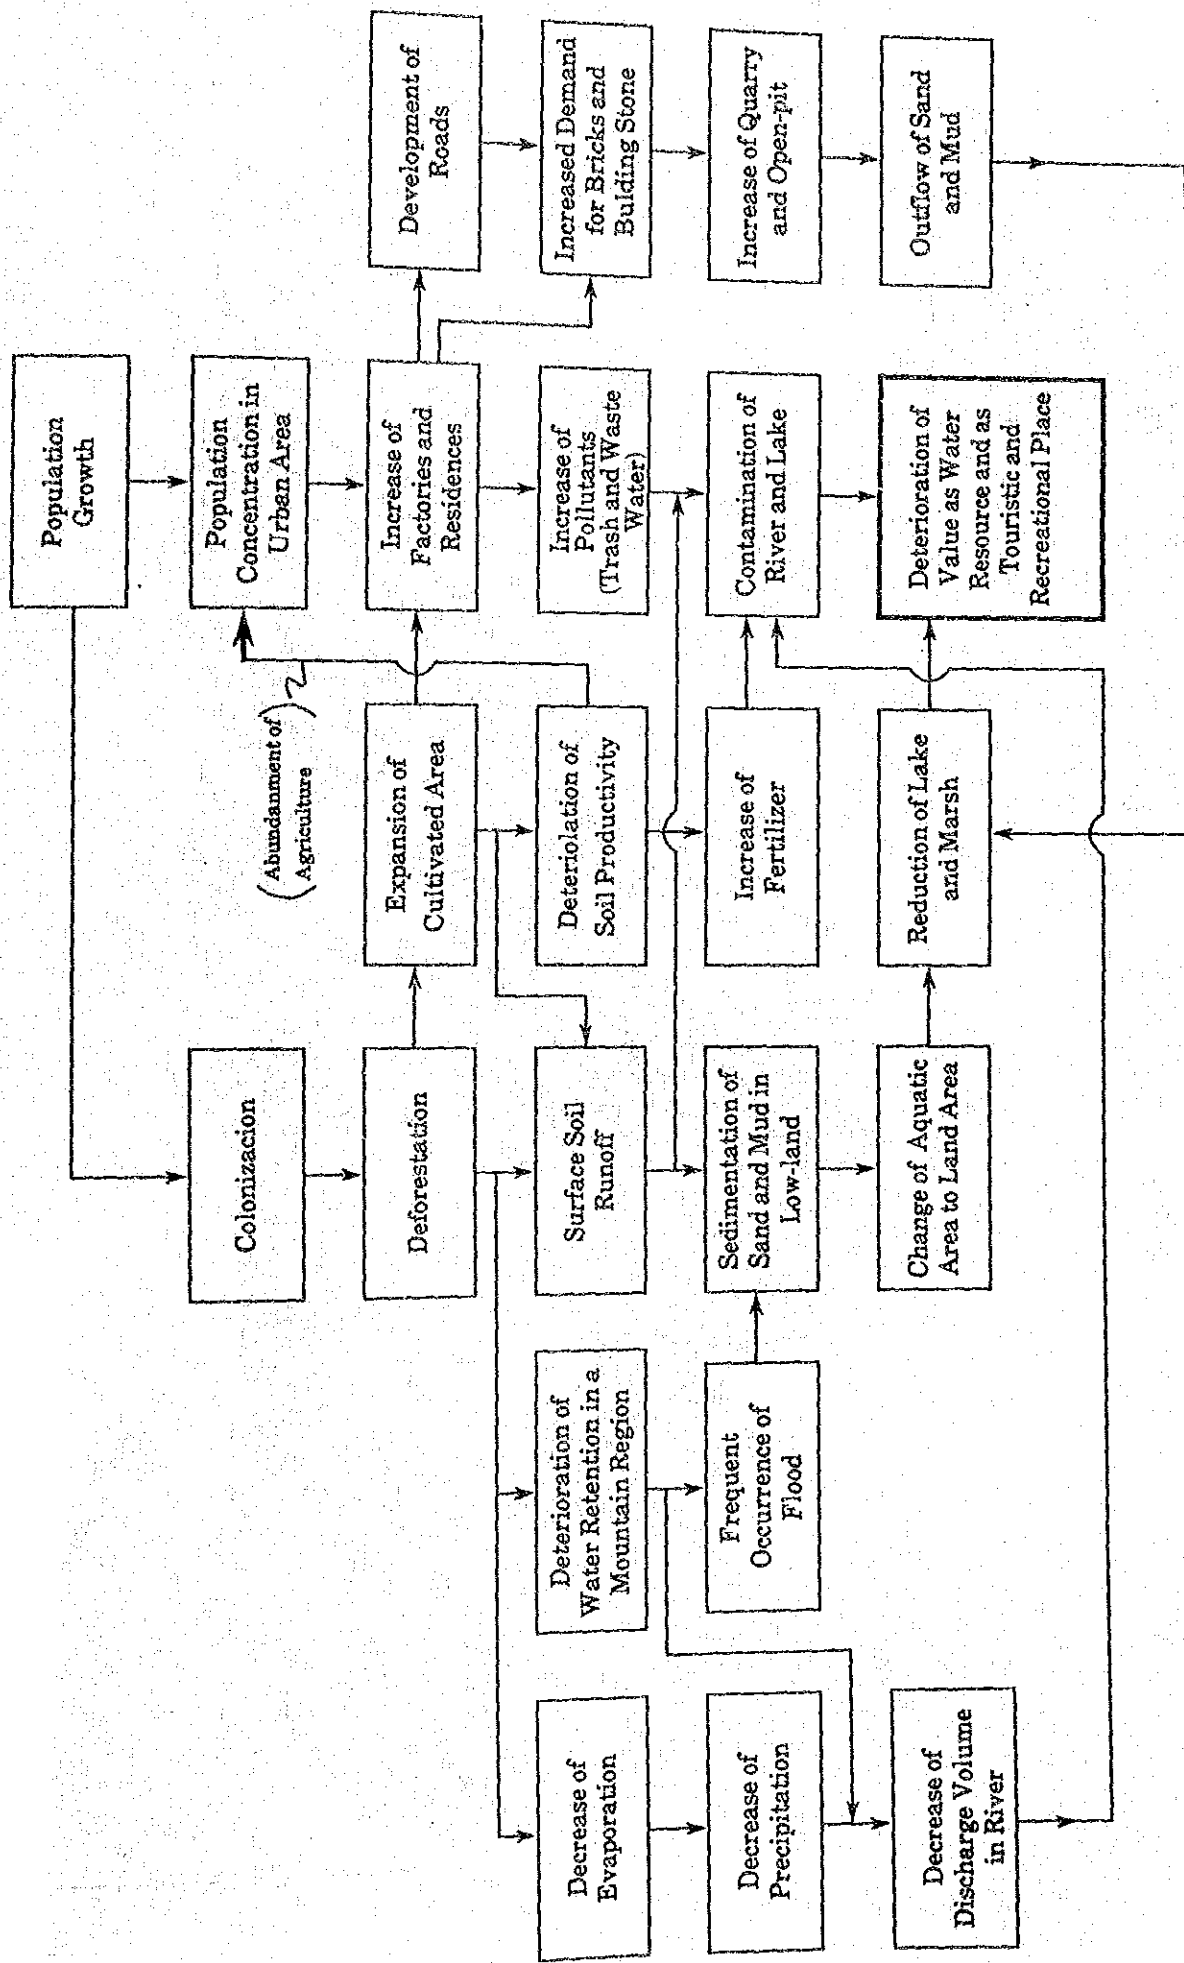 Population
Growth
Colonizacion
Population
Concentration in
Urban Area
(Abundanment of
Agriculture)
Deforestation
Expansion of
Cultivated Area
Increase of
Factories and
Residences
Development of
Roads
Decrease of
Evaporation
Deterioration of
Water Retention in a
Mountain Region
Surface Soil
Runoff
Deteriolation of
Soil Productivity
Increase of
Pollutants
(Trash and Waste
Water)
Increased Demand
for Bricks and
Bulding Stone
Decrease of
Precipitation
Frequent
Occurrence of
Flood
Sedimentation of
Sand and Mud in
Low-land
Increase of
Fertilizer
Contamination of
River and Lake
Increase of Quarry
and Open-pit
Decrease of
Discharge Volume
in River
Change of Aquatic
Area to Land Area
Reduction of Lake
and Marsh
Deterioration of
Value as Water
Resource and as
Touristic and
Recreational Place
Outflow of Sand
and Mud